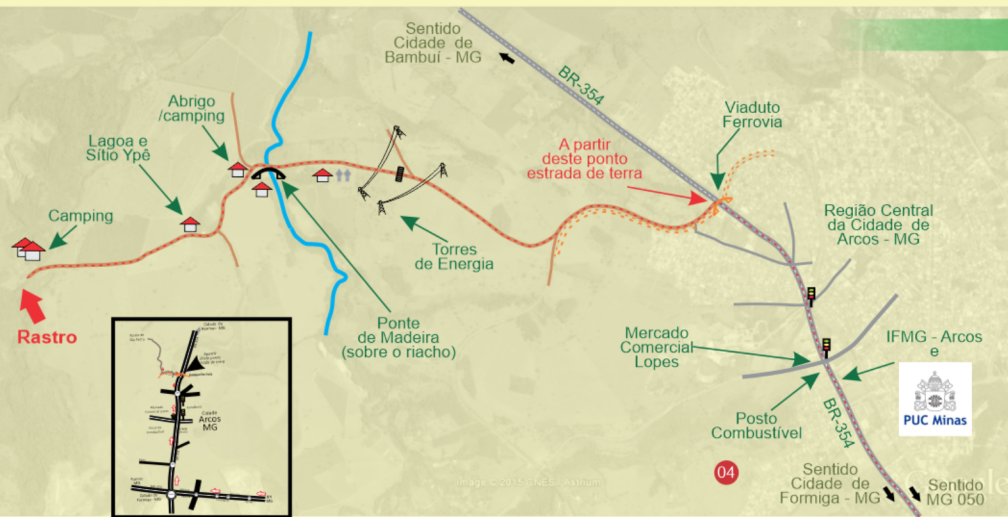 Sentido
Cidade de
Bambuí - MG
BR-354
Abrigo
/camping
Viaduto
Ferrovia
Lagoa e
Sítio Ypê
A partir
deste ponto
estrada de terra
Camping
Região Central
da Cidade de
Arcos - MG
Torres
de Energia
Rastro
Ponte
de Madeira
(sobre o riacho)
Mercado
Comercial
Lopes
IFMG - Arcos
e
PUC Minas
Posto
Combustível
BR-354
04
Sentido
Cidade de
Formiga - MG
Sentido
MG 050
Cidade
Arcos
MG
Image © 2015 CNES / Astrium